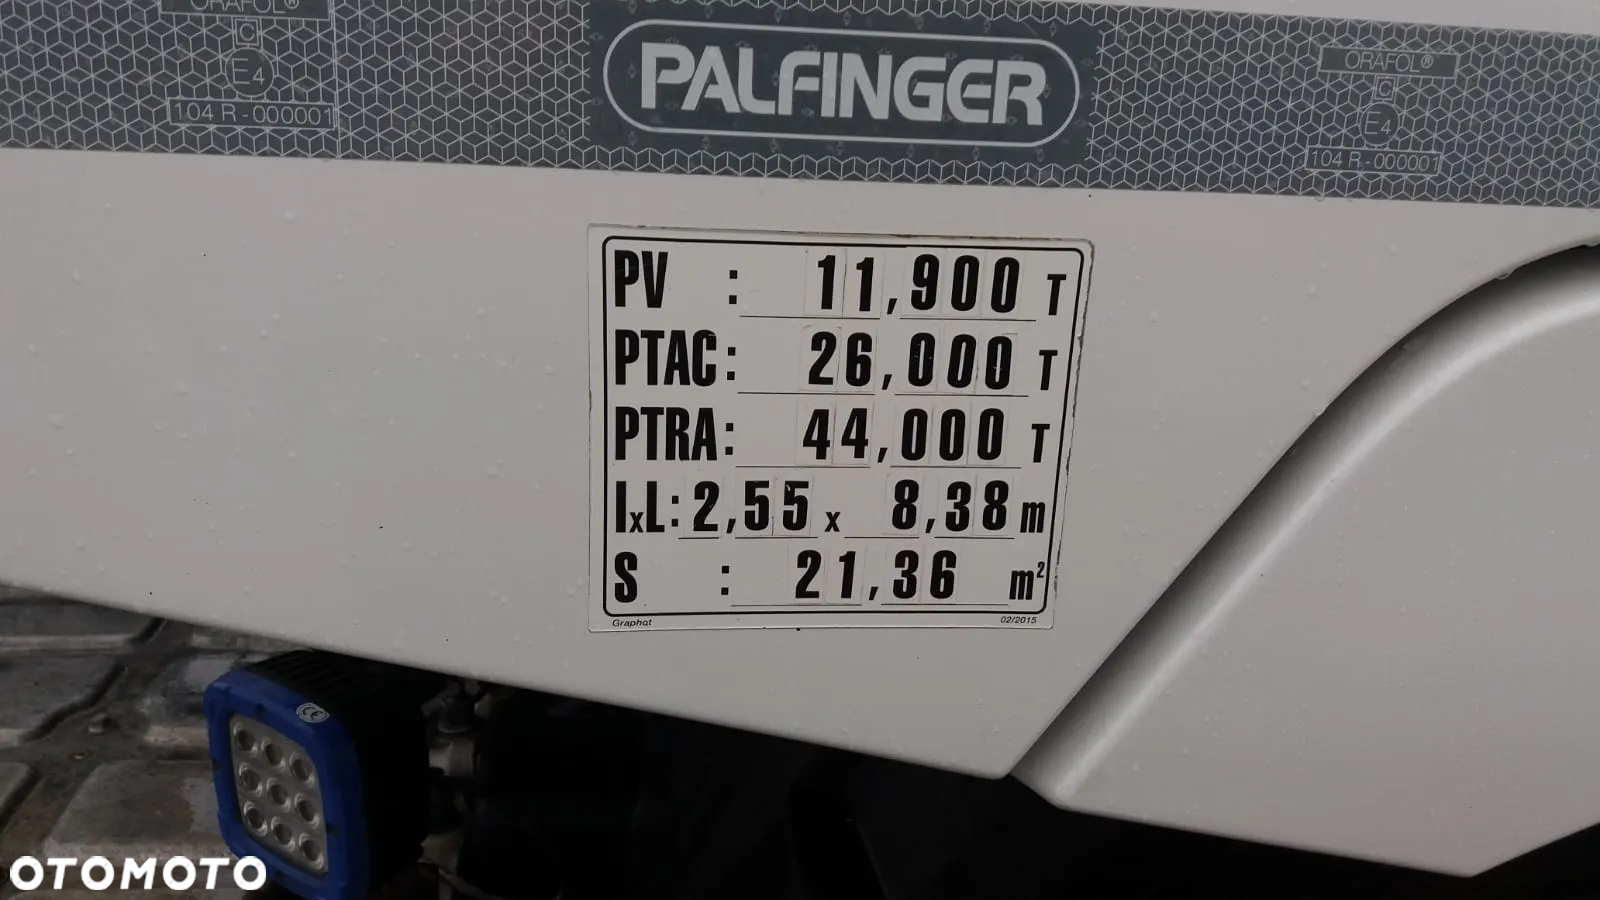 ORAFOL®
C
E4
104 R-000001
PALFINGER
ORAFOL®
C
E4
104 R-000001
PV : 11,900 T
PTAC: 26,000 T
PTRA: 44,000 T
IxL: 2,55 x 8,38 m
S : 21,36 m²
Graphot 02/2015
CE
OTOMOTO